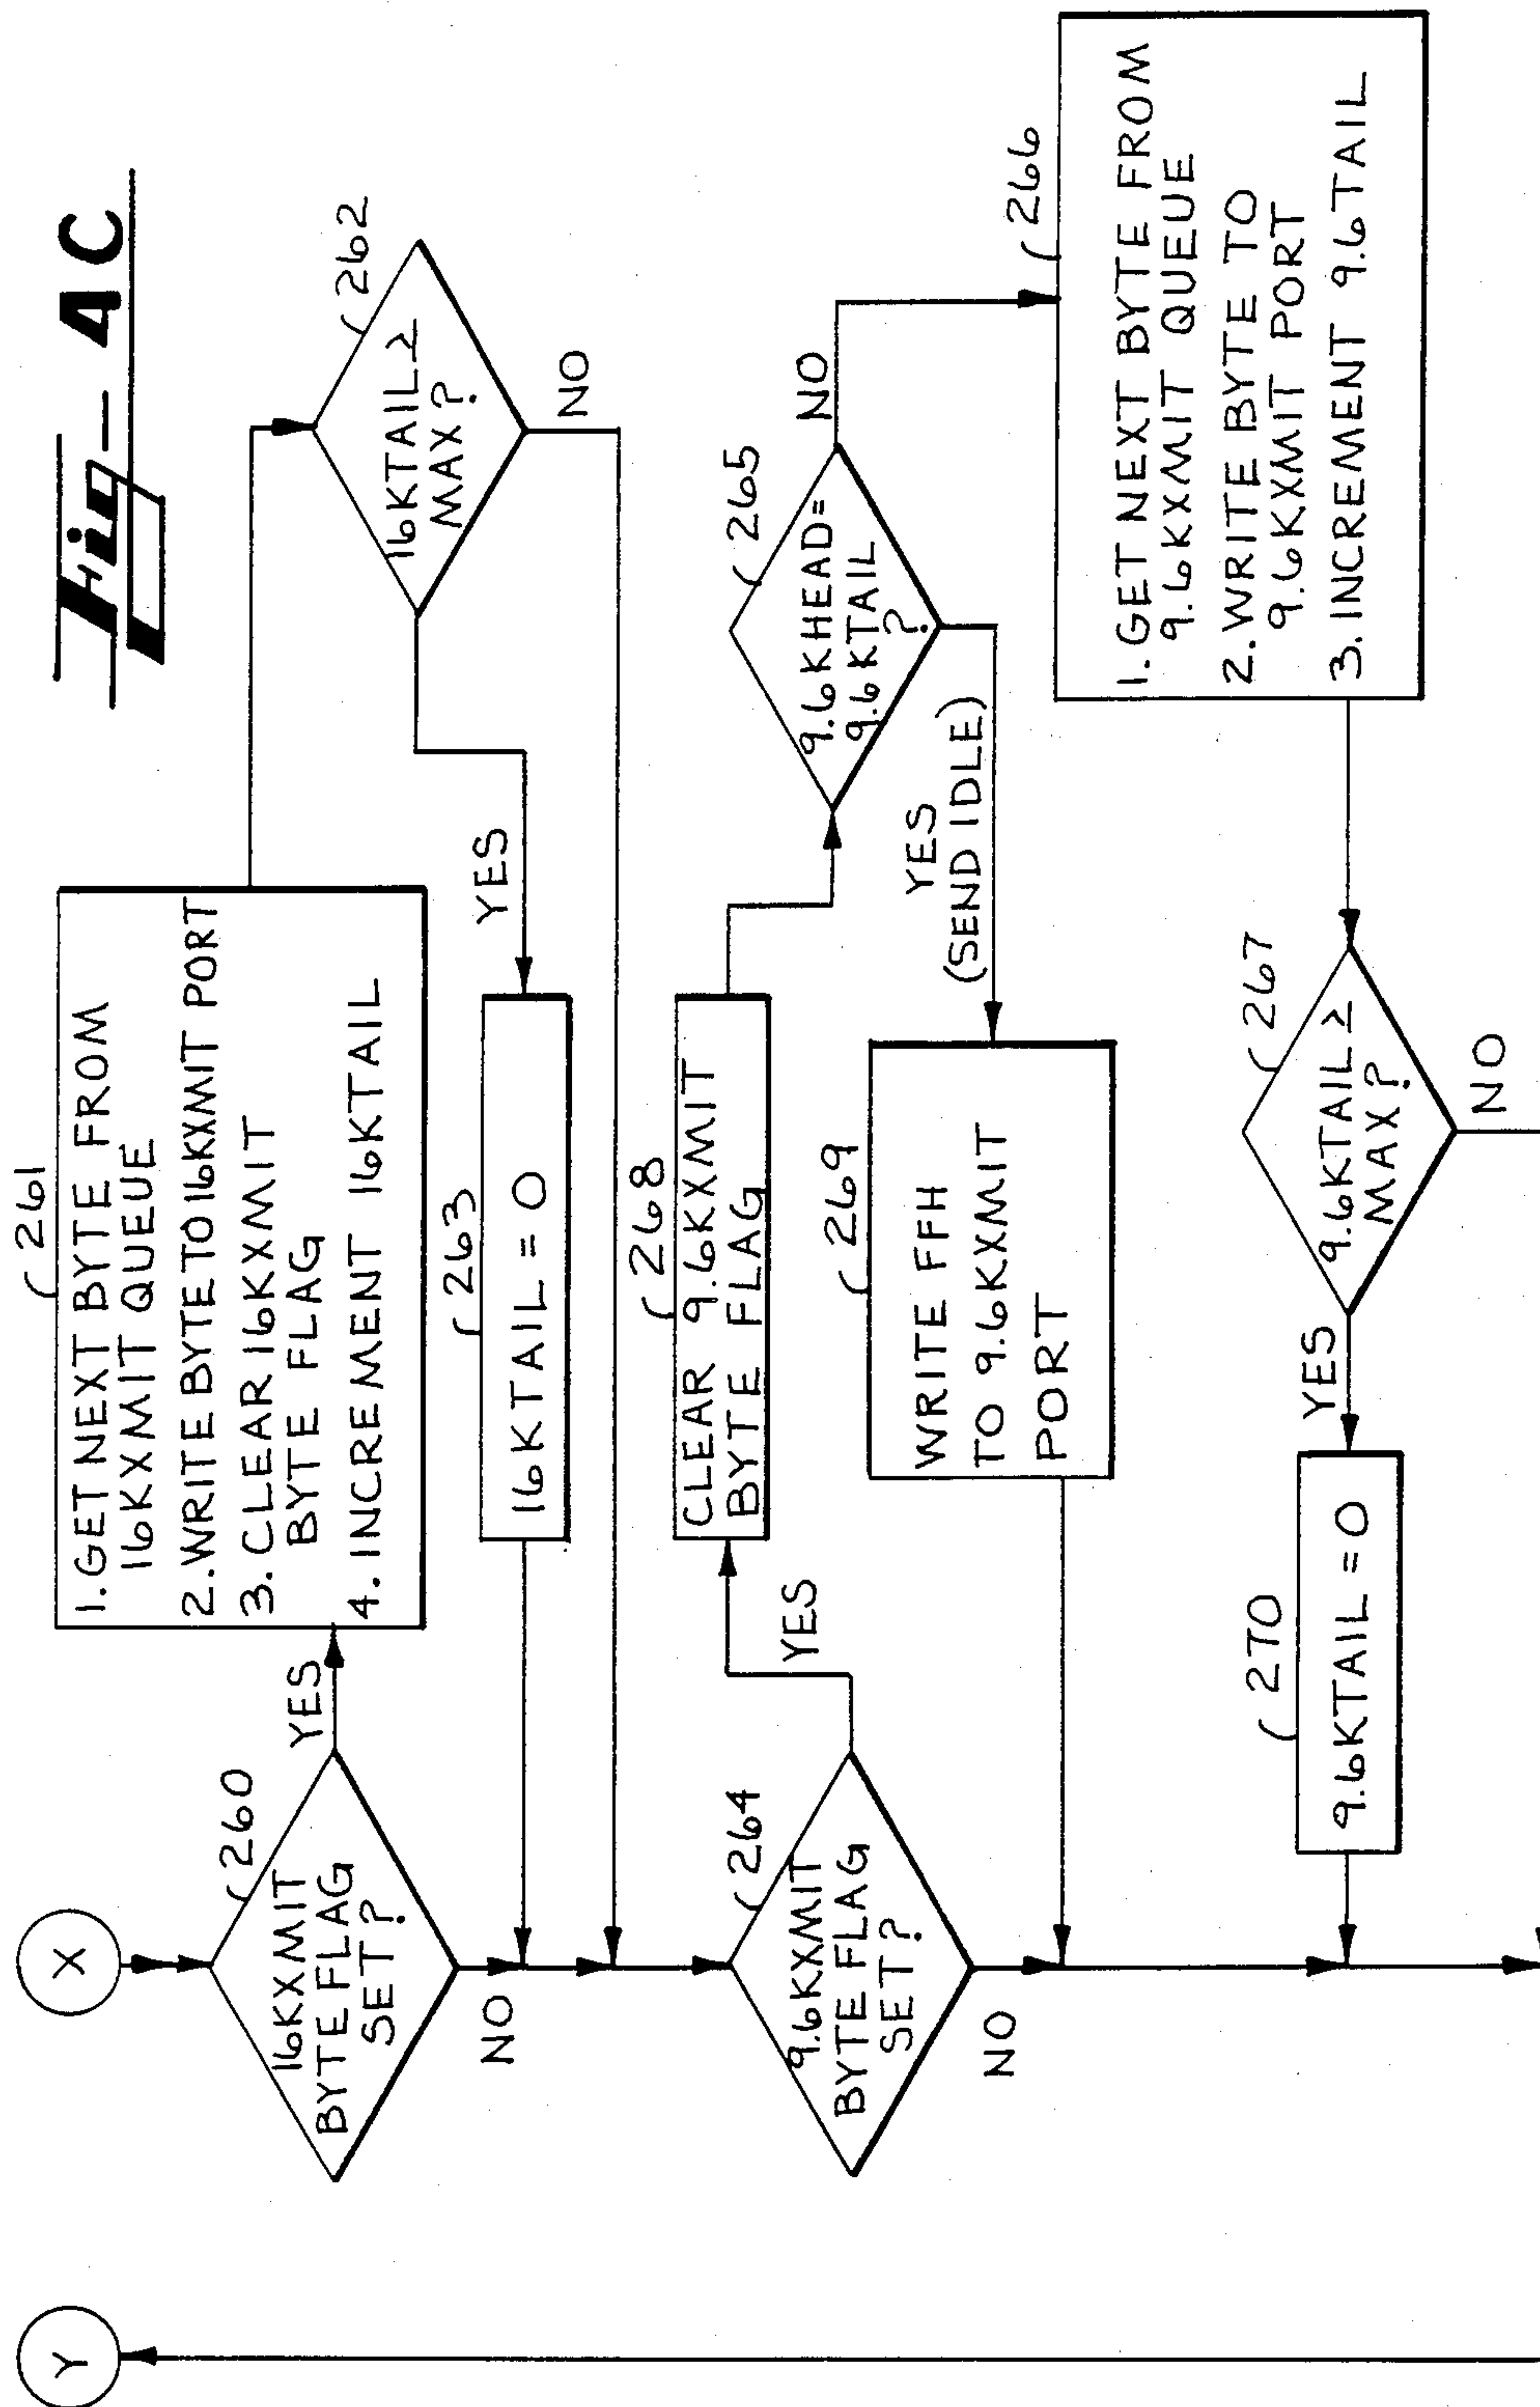 Fig- AC
X
Y
260
16KXMIT
BYTE FLAG
SET?
YES
NO
261
1. GET NEXT BYTE FROM
16KXMIT QUEUE
2. WRITE BYTE TO 16KXMIT PORT
3. CLEAR 16KXMIT
BYTE FLAG
4. INCREMENT 16KTAIL
262
16KTAIL ≥
MAX?
YES
NO
263
16KTAIL = 0
264
9.6KXMIT
BYTE FLAG
SET?
YES
NO
268
CLEAR 9.6KXMIT
BYTE FLAG
265
9.6KHEAD=
9.6KTAIL
?
NO
YES
(SEND IDLE)
269
WRITE FFH
TO 9.6KXMIT
PORT
266
1. GET NEXT BYTE FROM
9.6KXMIT QUEUE
2. WRITE BYTE TO
9.6KXMIT PORT
3. INCREMENT 9.6TAIL
267
9.6KTAIL ≥
MAX?
YES
NO
270
9.6KTAIL = 0